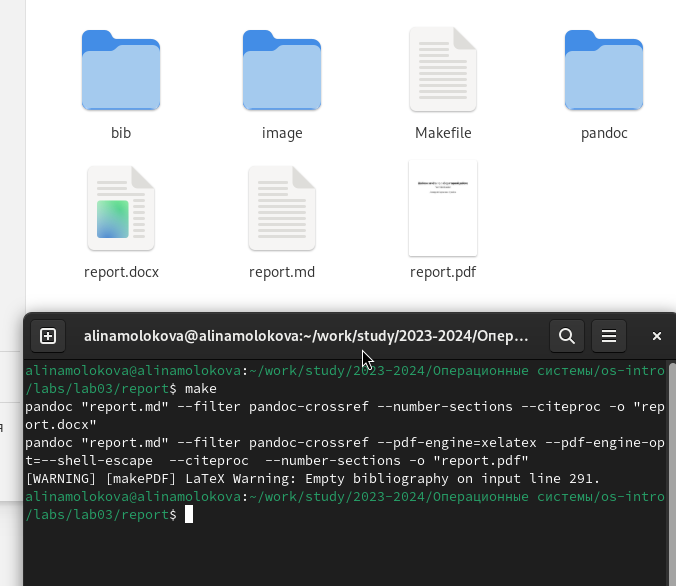 bib
image
Makefile
pandoc
report.docx
report.md
report.pdf
alinamolokova@alinamolokova:~/work/study/2023-2024/Опер...
alinamolokova@alinamolokova:~/work/study/2023-2024/Операционные системы/os-intro
/labs/lab03/report$ make
pandoc "report.md" --filter pandoc-crossref --number-sections --citeproc -o "rep
ort.docx"
pandoc "report.md" --filter pandoc-crossref --pdf-engine=xelatex --pdf-engine-op
t=--shell-escape  --citeproc  --number-sections -o "report.pdf"
[WARNING] [makePDF] LaTeX Warning: Empty bibliography on input line 291.
alinamolokova@alinamolokova:~/work/study/2023-2024/Операционные системы/os-intro
/labs/lab03/report$